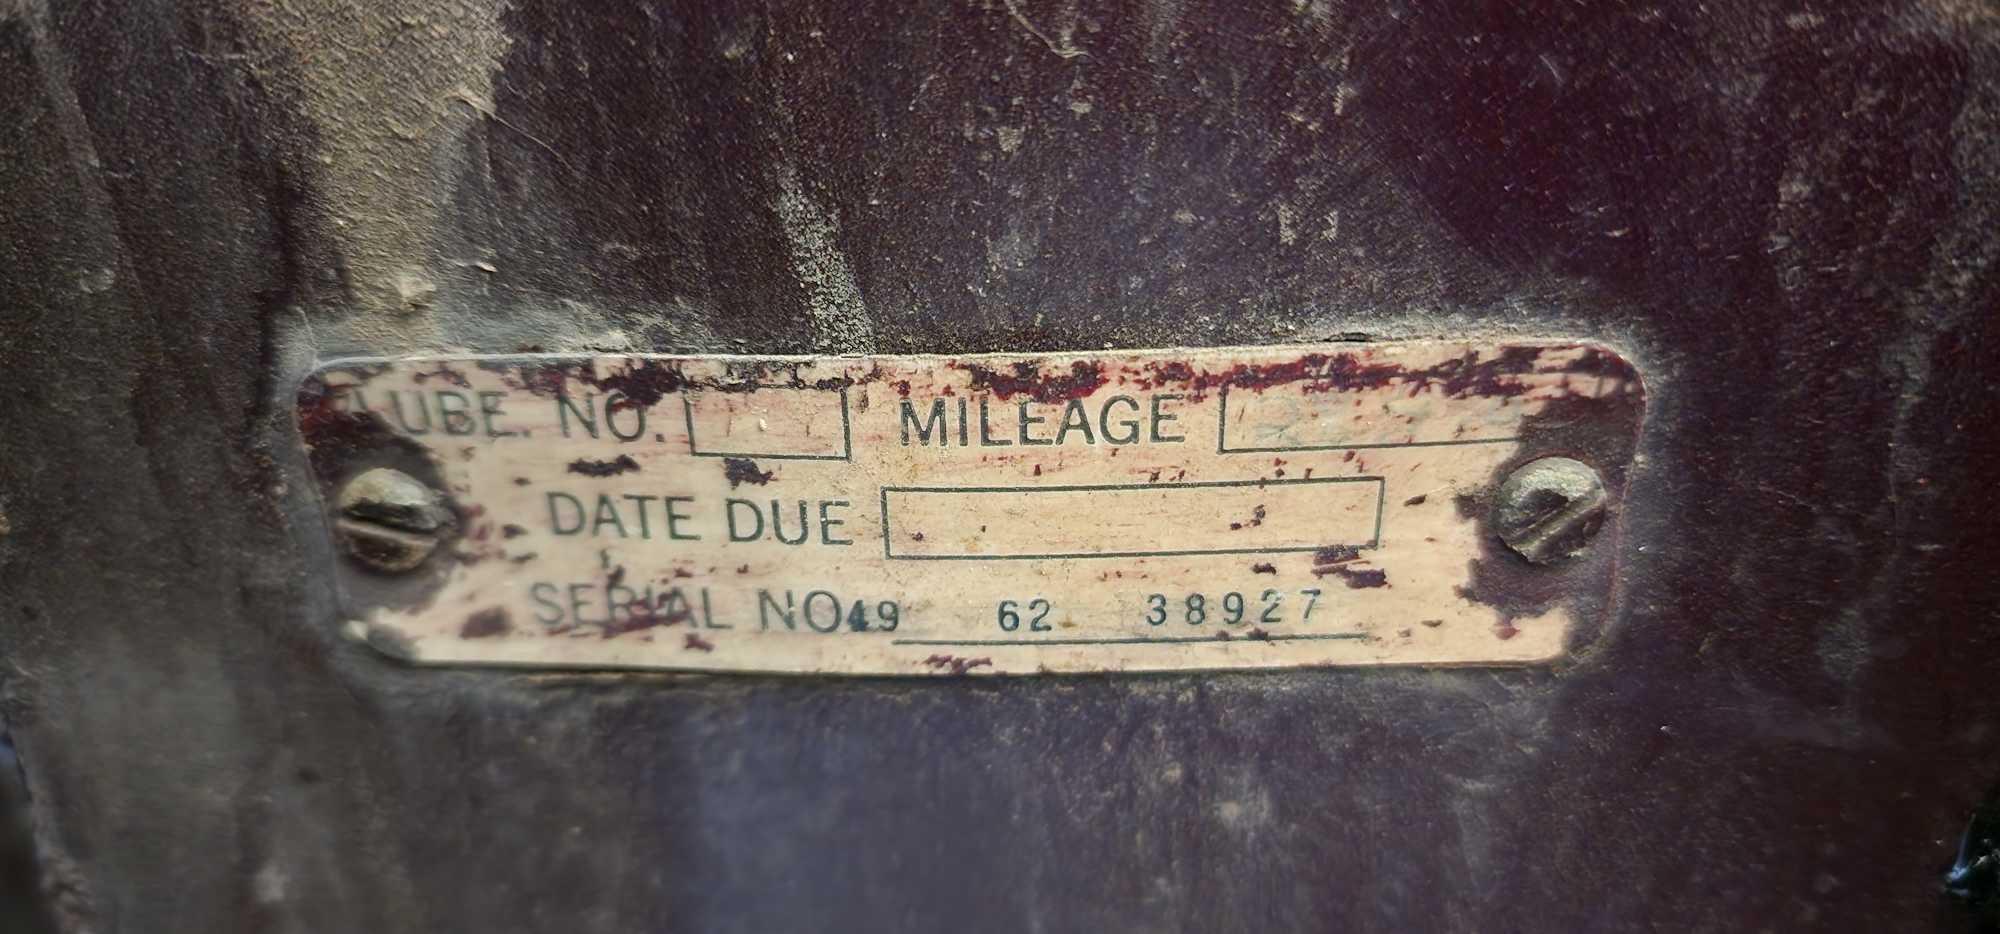 LUBE. NO. MILEAGE
DATE DUE
SERIAL NO 49 62 38927